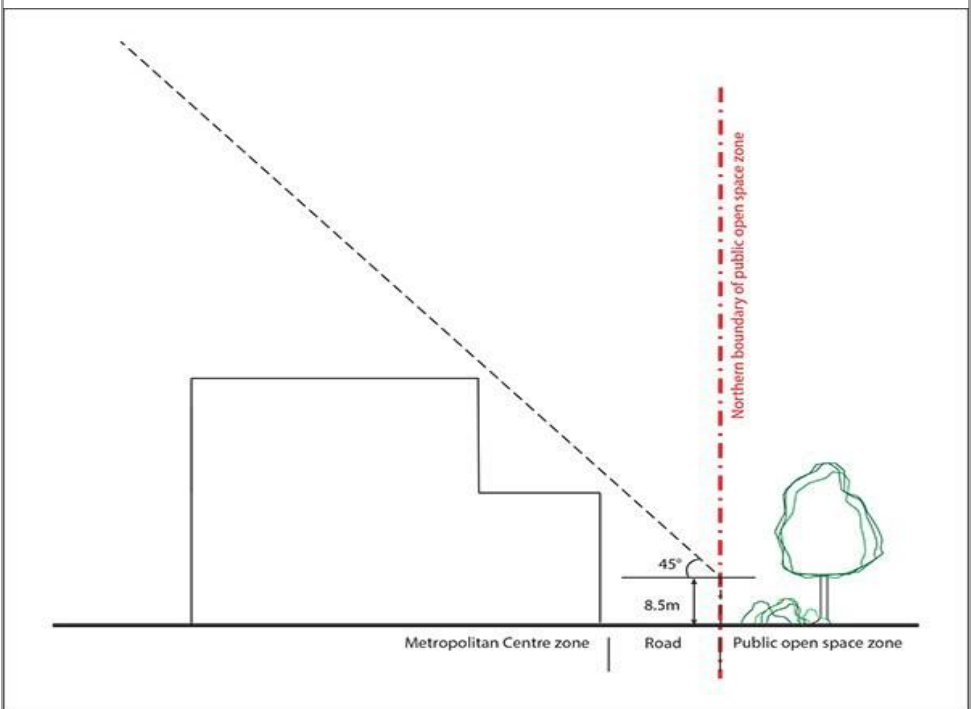 Northern boundary of public open space zone
45°
8.5m
Metropolitan Centre zone
Road
Public open space zone